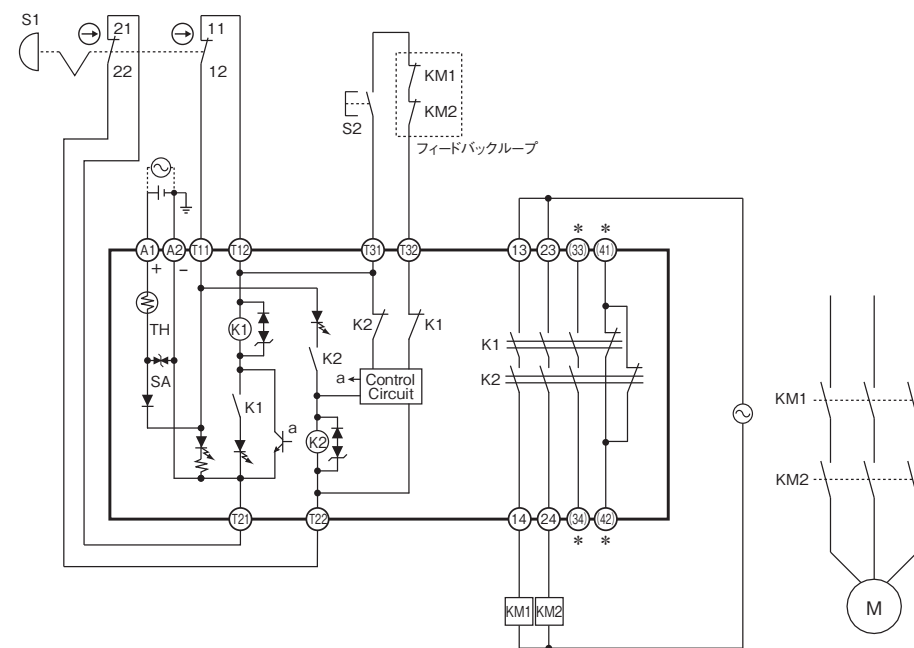 S1
21
11
22
12
KM1
KM2
S2
フィードバックループ
* *
A1 A2 T11 T12 T31 T32 13 23 (33) (41)
+ −
K1
K2
K1
TH
K2
K1
SA
a
Control
Circuit
K2
K1
a
K2
KM1
KM2
T21 T22 14 24 (34) (42)
* *
KM1 KM2
M